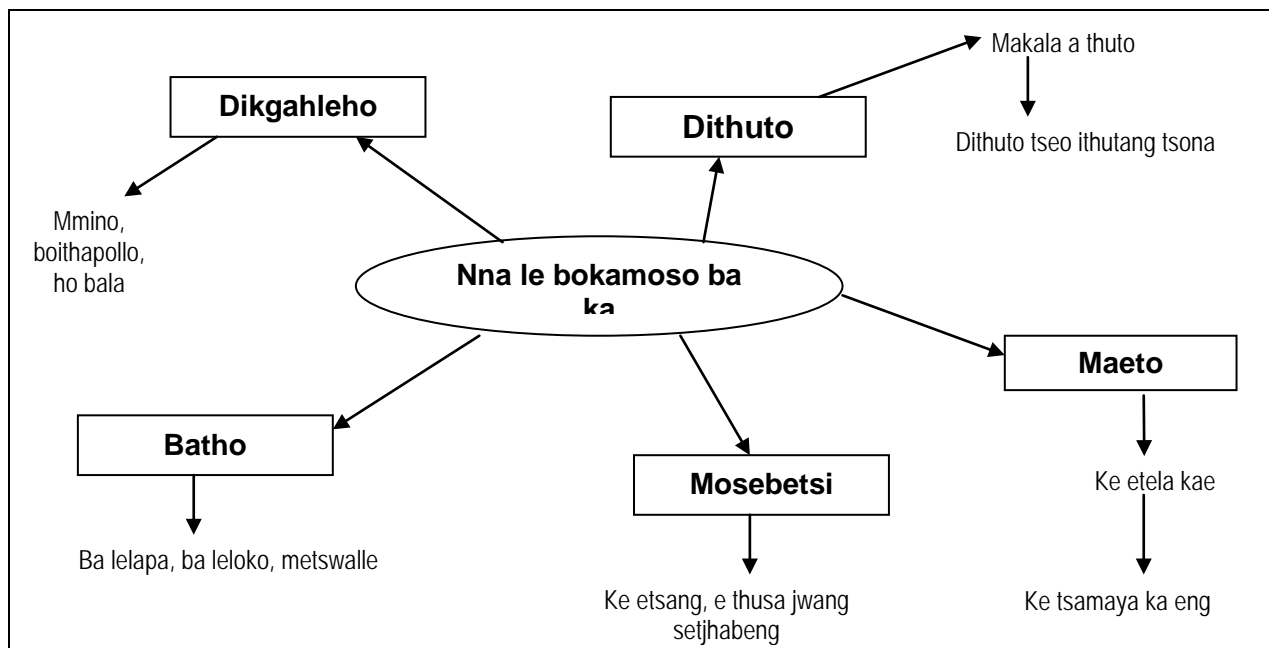 Makala a thuto
Dikgahleho
Dithuto
Dithuto tseo ithutang tsona
Mmino,
boithapollo,
ho bala
Nna le bokamoso ba
ka
Maeto
Batho
Mosebetsi
Ke etela kae
Ba lelapa, ba leloko, metswalle
Ke etsang, e thusa jwang
setjhabeng
Ke tsamaya ka eng